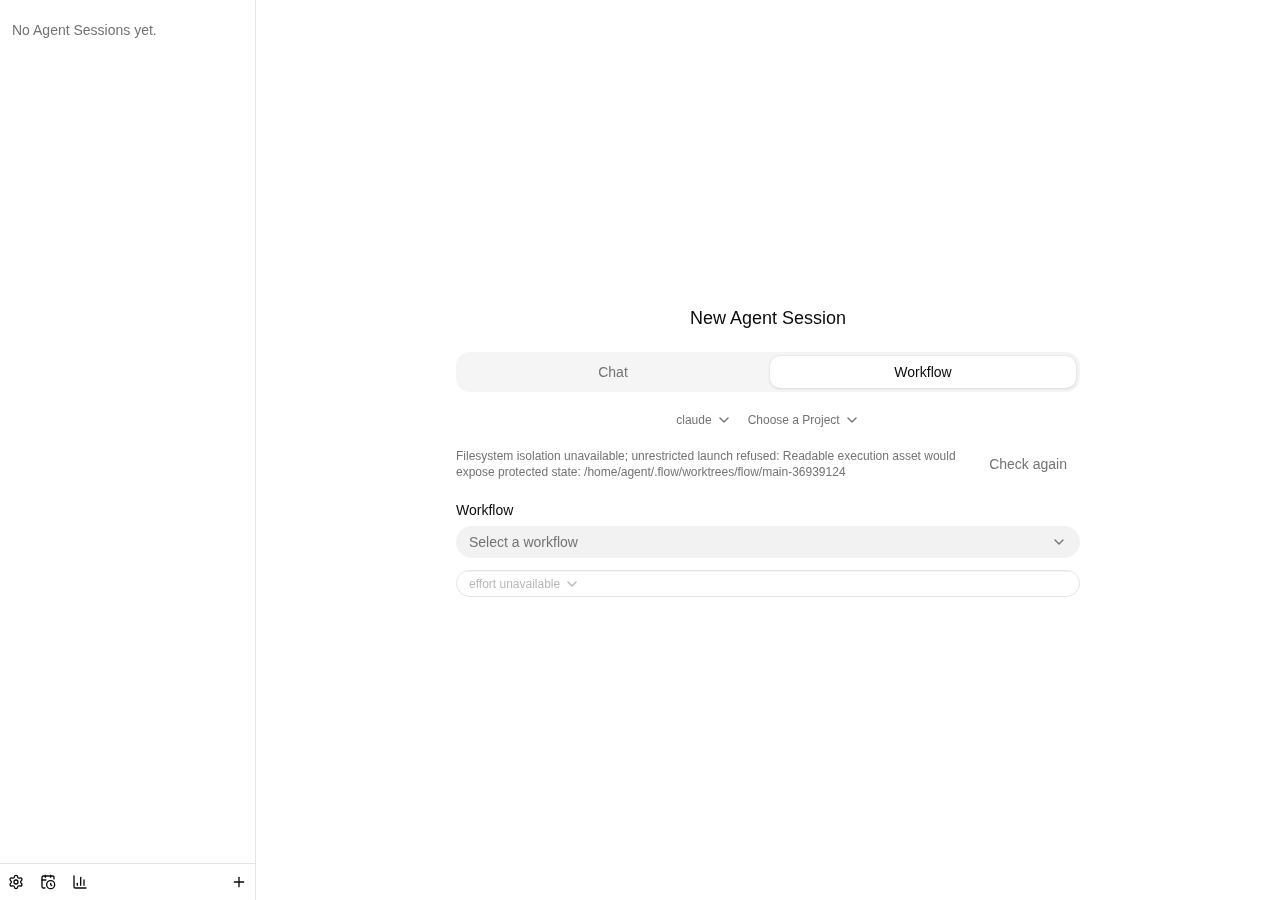 No Agent Sessions yet.
New Agent Session
Chat
Workflow
claude
Choose a Project
Filesystem isolation unavailable; unrestricted launch refused: Readable execution asset would
expose protected state: /home/agent/.flow/worktrees/flow/main-36939124
Check again
Workflow
Select a workflow
effort unavailable